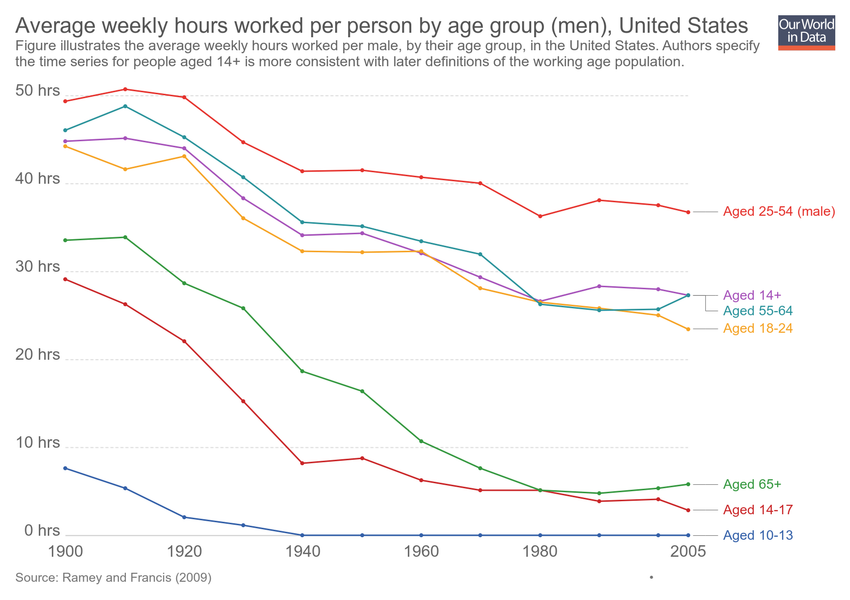 Average weekly hours worked per person by age group (men), United States
Our World
in Data
Figure illustrates the average weekly hours worked per male, by their age group, in the United States. Authors specify
the time series for people aged 14+ is more consistent with later definitions of the working age population.
50 hrs
40 hrs
30 hrs
20 hrs
10 hrs
0 hrs
Aged 25-54 (male)
Aged 14+
Aged 55-64
Aged 18-24
Aged 65+
Aged 14-17
Aged 10-13
1900
1920
1940
1960
1980
2005
Source: Ramey and Francis (2009)